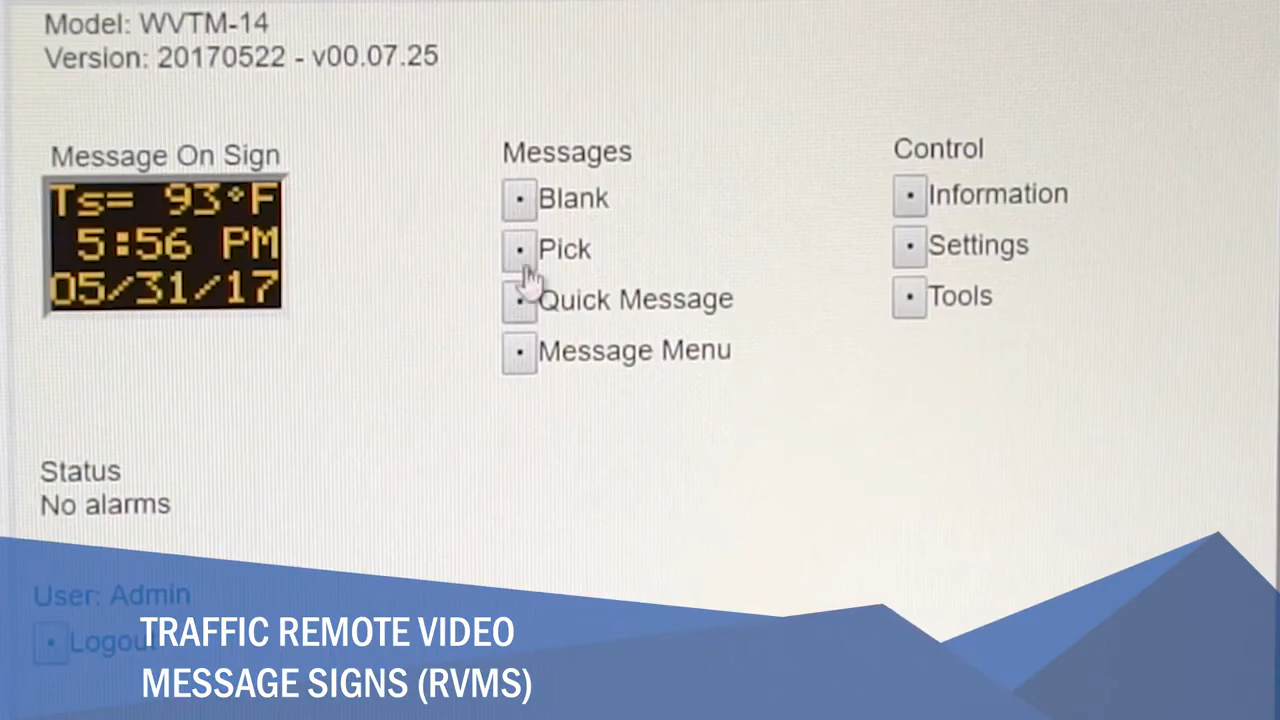 Model: WVTM-14
Version: 20170522 - v00.07.25
Message On Sign
Ts= 93°F
5:56 PM
05/31/17
Messages
Blank
Pick
Quick Message
Message Menu
Control
Information
Settings
Tools
Status
No alarms
User: Admin
Logout
TRAFFIC REMOTE VIDEO
MESSAGE SIGNS (RVMS)